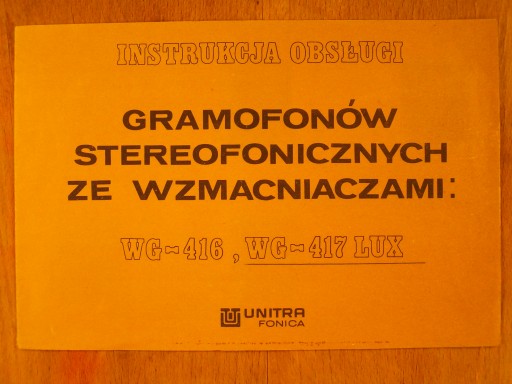 INSTRUKCJA OBSŁUGI
GRAMOFONÓW
STEREOFONICZNYCH
ZE WZMACNIACZAMI:
WG-416, WG-417 LUX
UNITRA
FONICA